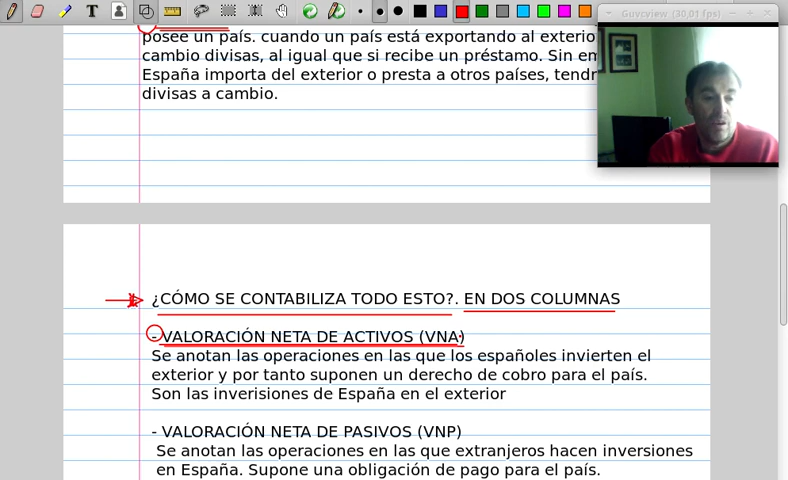 Guvcview (30,01 fps)
posee un país. cuando un país está exportando al exterio
cambio divisas, al igual que si recibe un préstamo. Sin em
España importa del exterior o presta a otros países, tendr
divisas a cambio.
¿CÓMO SE CONTABILIZA TODO ESTO?. EN DOS COLUMNAS
- VALORACIÓN NETA DE ACTIVOS (VNA)
Se anotan las operaciones en las que los españoles invierten el
exterior y por tanto suponen un derecho de cobro para el país.
Son las inverisiones de España en el exterior
- VALORACIÓN NETA DE PASIVOS (VNP)
Se anotan las operaciones en las que extranjeros hacen inversiones
en España. Supone una obligación de pago para el país.